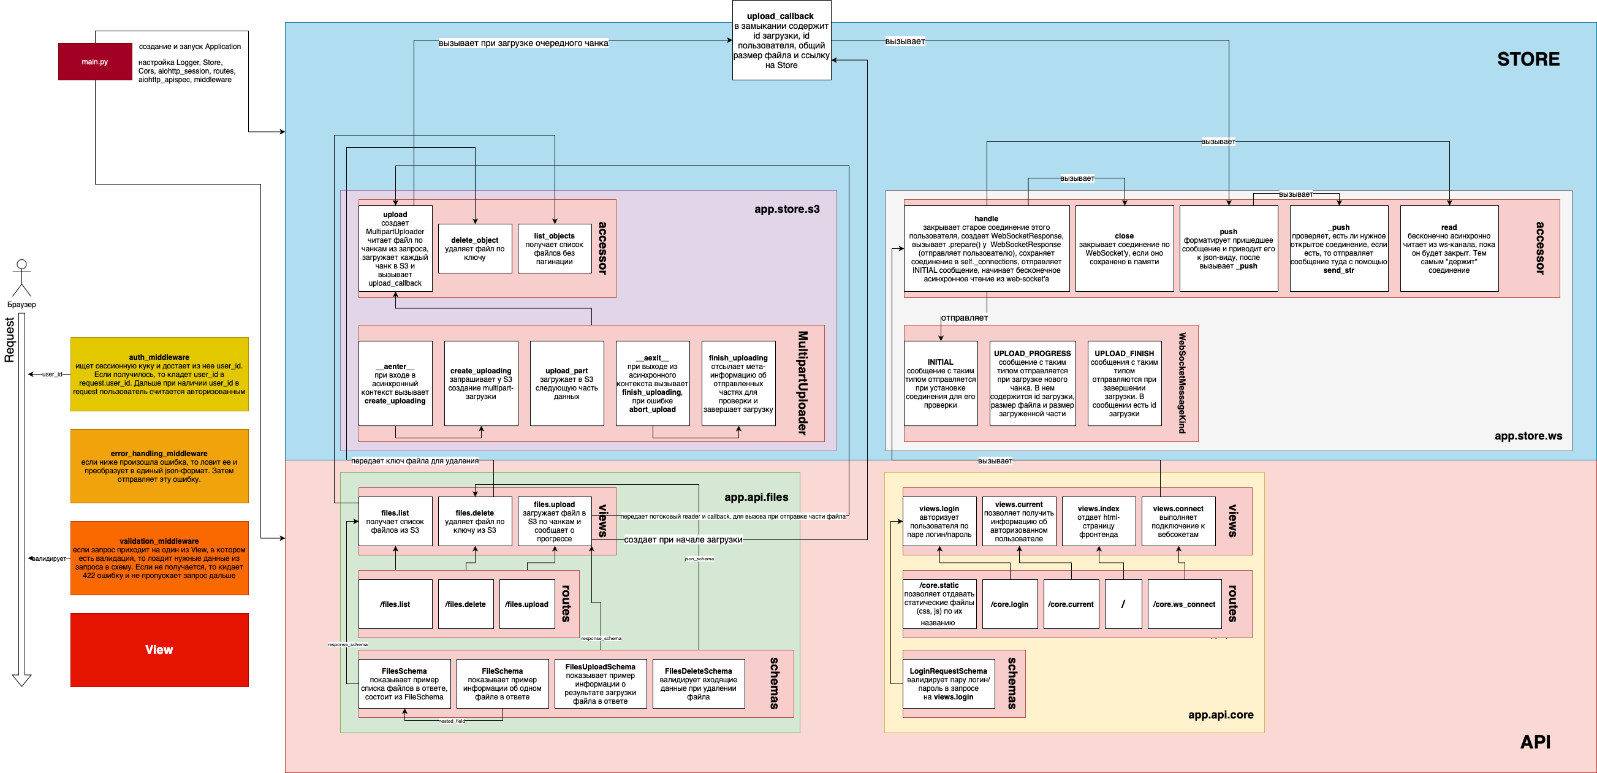 upload_callback
в замыкании содержит
id загрузки, id
пользователя, общий
размер файла и ссылку
на Store
вызывает при загрузке очередного чанка
вызывает
STORE
main.py
создание и запуск Application
настройка Logger, Store,
Cors, aiohttp_session, routes,
aiohttp_apispec, middleware
Браузер
Request
auth_middleware
ищет сессионную куку и достает из нее user_id.
Если получилось, то кладет user_id в
request.user_id. Дальше при наличии user_id в
request пользователь считается авторизованным
user_id
error_handling_middleware
если ниже произошла ошибка, то ловит ее и
преобразует в единый json-формат. Затем
отправляет эту ошибку.
validation_middleware
если запрос приходит на один из View, в котором
есть валидация, то ловдит нужные данные из
запроса в схему. Если не получается, то кидает
422 ошибку и не пропускает запрос дальше
валидирует
View
app.store.s3
accessor
upload
создает
MultipartUploader
читает файл по
чанкам из запроса,
загружает каждый
чанк в S3 и
вызывает
upload_callback
delete_object
удаляет файл по
ключу
list_objects
получает список
файлов без
пагинации
MultipartUploader
__aenter__
при входе в
асинхронный
контекст вызывает
create_uploading
create_uploading
запрашивает у S3
создание multipart-
загрузки
upload_part
загружает в S3
следующую часть
данных
__aexit__
при выходе из
асинхронного
контекста вызывает
finish_uploading,
при ошибке
abort_upload
finish_uploading
отсылает мета-
информацию об
отправленных
частях для
проверки и
завершает загрузку
вызывает
вызывает
вызывает
accessor
handle
закрывает старое соединение этого
пользователя, создает WebSocketResponse,
вызывает .prepare() у WebSocketResponse
(отправляет пользователю), сохраняет
соединение в self._connections, отправляет
INITIAL сообщение, начинает бесконечное
асинхронное чтение из web-socket'а
close
закрывает соединение по
WebSocket'у, если оно
сохранено в памяти
push
форматирует пришедшее
сообщение и приводит его
к json-виду, после
вызывает _push
_push
проверяет, есть ли нужное
открытое соединение, если
есть, то отправляет
сообщение туда с помощью
send_str
read
бесконечно асинхронно
читает из ws-канала, пока
он будет закрыт. Тем
самым "держит"
соединение
отправляет
WebSocketMessageKind
INITIAL
сообщение с таким
типом отправляется
при установке
соединения для его
проверки
UPLOAD_PROGRESS
сообщение с таким
типом отправляется
при загрузке нового
чанка. В нем
содержится id загрузки,
размер файла и размер
загруженной части
UPLOAD_FINISH
сообщения с таким
типом
отправляются при
завершении
загрузки. В
сообщении есть id
загрузки
app.store.ws
передает ключ файла для удаления
вызывает
app.api.files
views
files.list
получает список
файлов из S3
files.delete
удаляет файл по
ключу из S3
files.upload
загружает файл в
S3 по чанкам и
сообщает о
прогрессе
передает потоковый reader и callback, для вызова при отправке части файла
создает при начале загрузки
json_schema
routes
/files.list
/files.delete
/files.upload
response_schema
response_schema
schemas
FilesSchema
показывает пример
списка файлов в ответе,
состоит из FileSchema
FileSchema
показывает пример
информации об одном
файле в ответе
FilesUploadSchema
показывает пример
информации о
результате загрузки
файла в ответе
FilesDeleteSchema
валидирует входящие
данные при удалении
файла
nested_field
views
views.login
авторизует
пользователя по
паре логин/пароль
views.current
позволяет получить
информацию об
авторизованном
пользователе
views.index
отдает html-
страницу
фронтенда
views.connect
выполняет
подключение к
вебсокетам
routes
/core.static
позволяет отдавать
статические файлы
(css, js) по их
названию
/core.login
/core.current
/
/core.ws_connect
schemas
LoginRequestSchema
валидирует пару логин/
пароль в запросе
на views.login
app.api.core
API